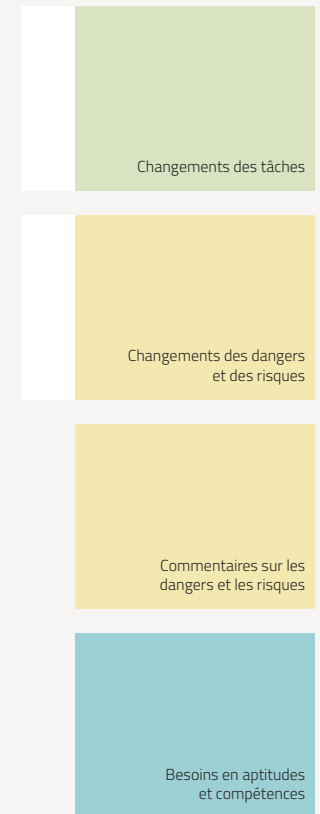 Changements des tâches
Changements des dangers
et des risques
Commentaires sur les
dangers et les risques
Besoins en aptitudes
et compétences